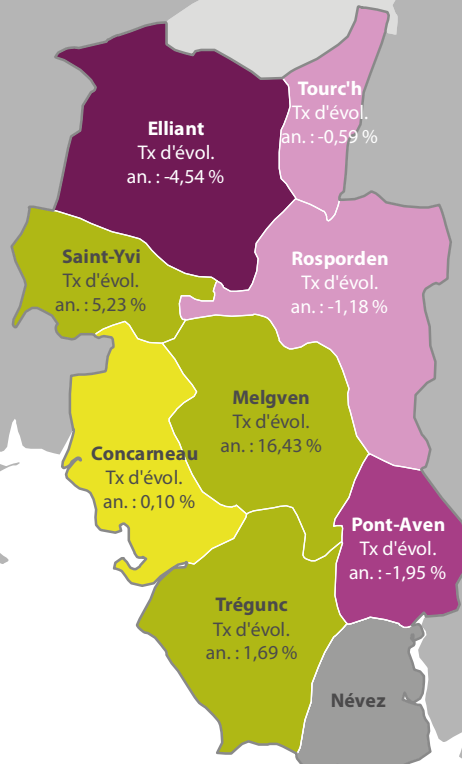 Tourc'h
Tx d'évol.
an. : -0,59 %
Elliant
Tx d'évol.
an. : -4,54 %
Saint-Yvi
Tx d'évol.
an. : 5,23 %
Rosporden
Tx d'évol.
an. : -1,18 %
Melgven
Tx d'évol.
an. : 16,43 %
Concarneau
Tx d'évol.
an. : 0,10 %
Pont-Aven
Tx d'évol.
an. : -1,95 %
Trégunc
Tx d'évol.
an. : 1,69 %
Névez